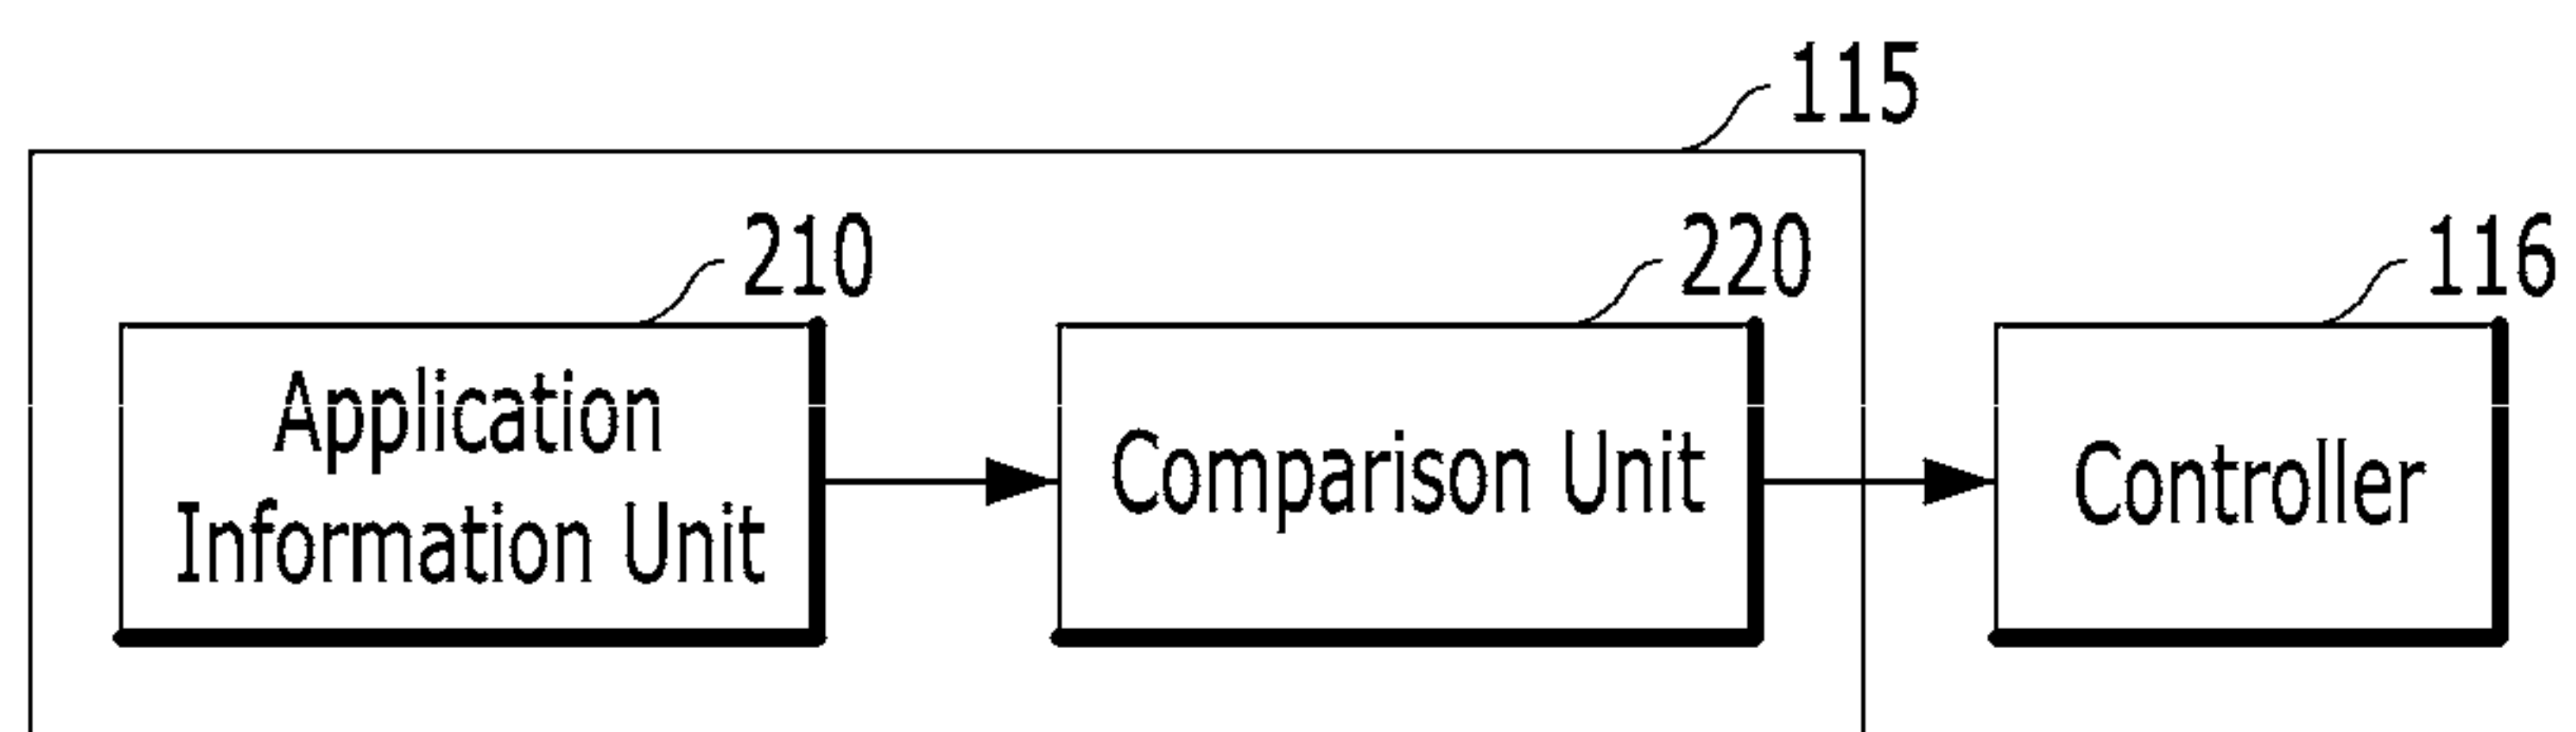 115
210
220
116
Application
Information Unit
Comparison Unit
Controller